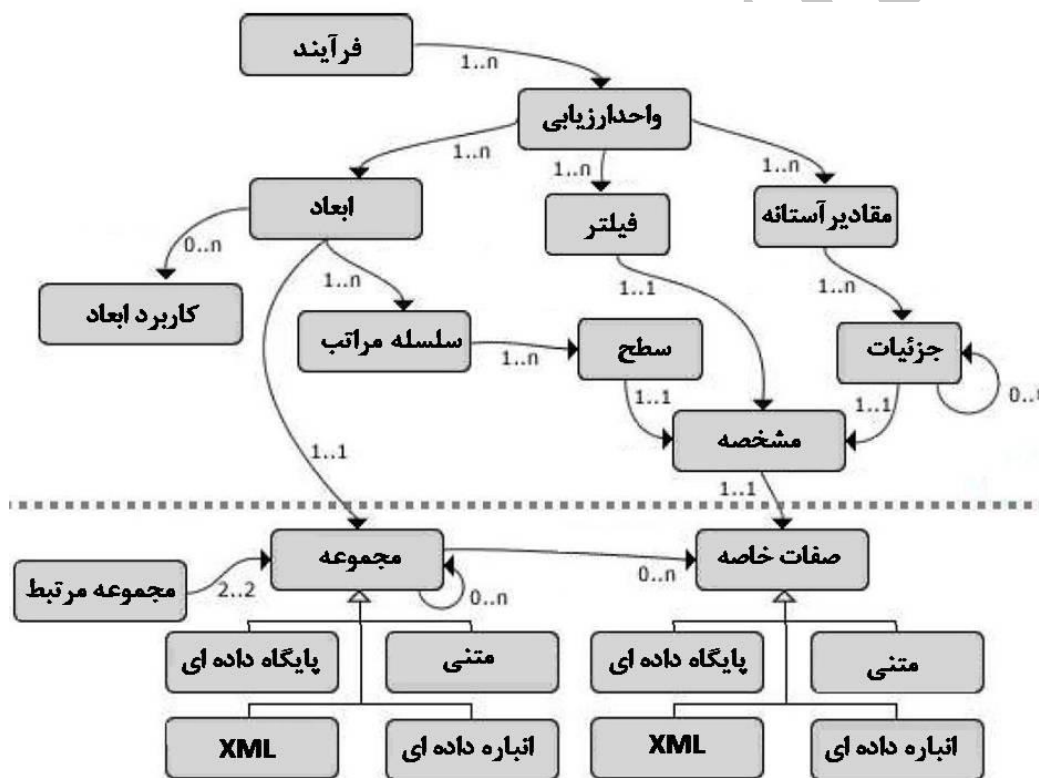 فرآیند
1..n
واحدارزیابی
1..n
1..n
1..n
ابعاد
فیلتر
مقادیرآستانه
0..n
1..n
1..1
1..n
کاربرد ابعاد
سلسله مراتب
1..n
سطح
جزئیات
0..n
1..1
1..1
مشخصه
1..1
1..1
مجموعه
صفات خاصه
0..n
مجموعه مرتبط
2..2
0..n
پایگاه داده ای
متنی
پایگاه داده ای
متنی
XML
انباره داده ای
XML
انباره داده ای